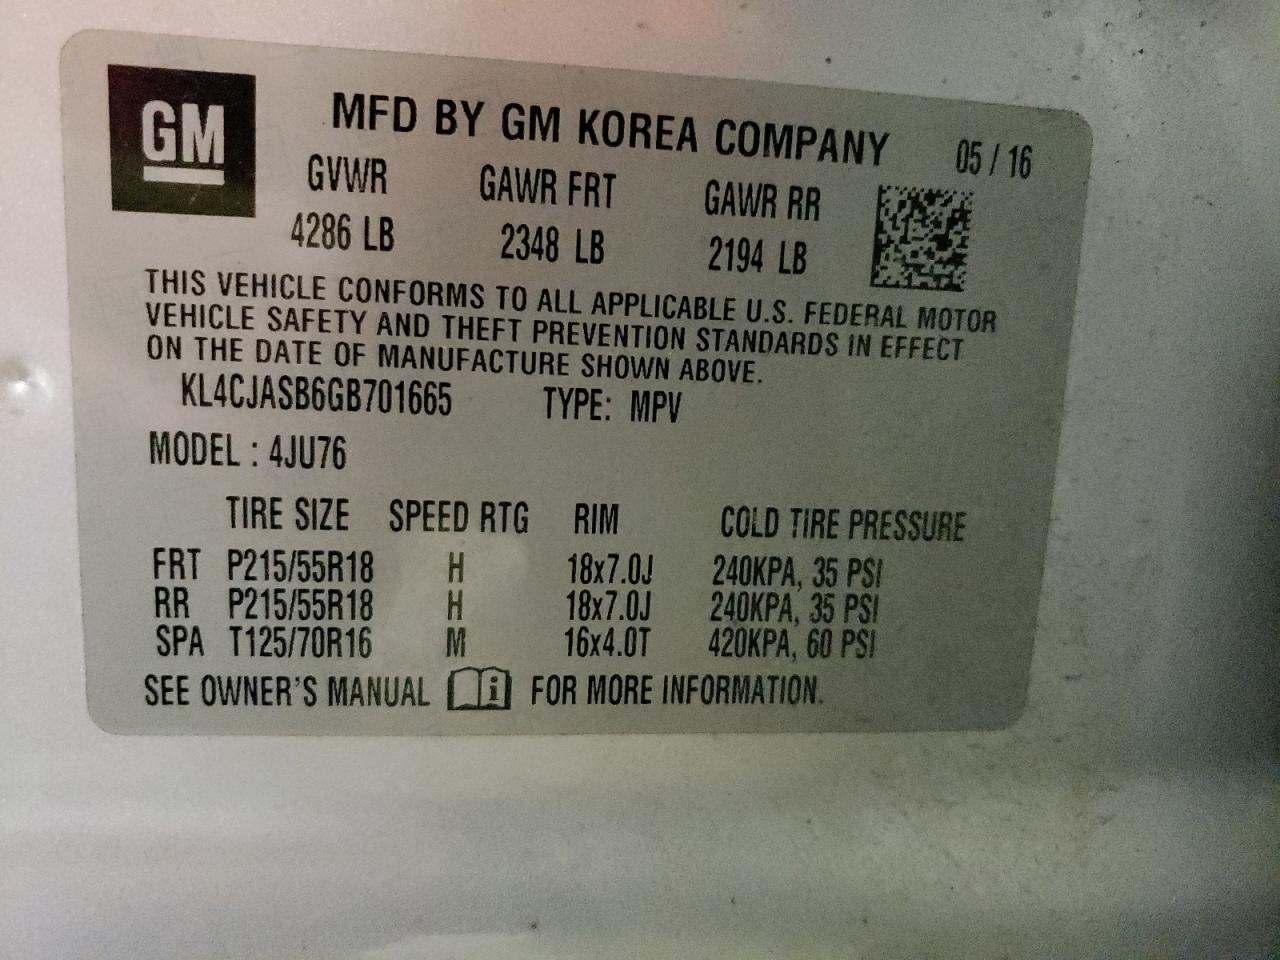 GM
MFD BY GM KOREA COMPANY 05 / 16
GVWR GAWR FRT GAWR RR
4286 LB 2348 LB 2194 LB
THIS VEHICLE CONFORMS TO ALL APPLICABLE U.S. FEDERAL MOTOR
VEHICLE SAFETY AND THEFT PREVENTION STANDARDS IN EFFECT
ON THE DATE OF MANUFACTURE SHOWN ABOVE.
KL4CJASB6GB701665 TYPE: MPV
MODEL : 4JU76
TIRE SIZE SPEED RTG RIM COLD TIRE PRESSURE
FRT P215/55R18 H 18x7.0J 240KPA, 35 PSI
RR P215/55R18 H 18x7.0J 240KPA, 35 PSI
SPA T125/70R16 M 16x4.0T 420KPA, 60 PSI
SEE OWNER'S MANUAL i FOR MORE INFORMATION.